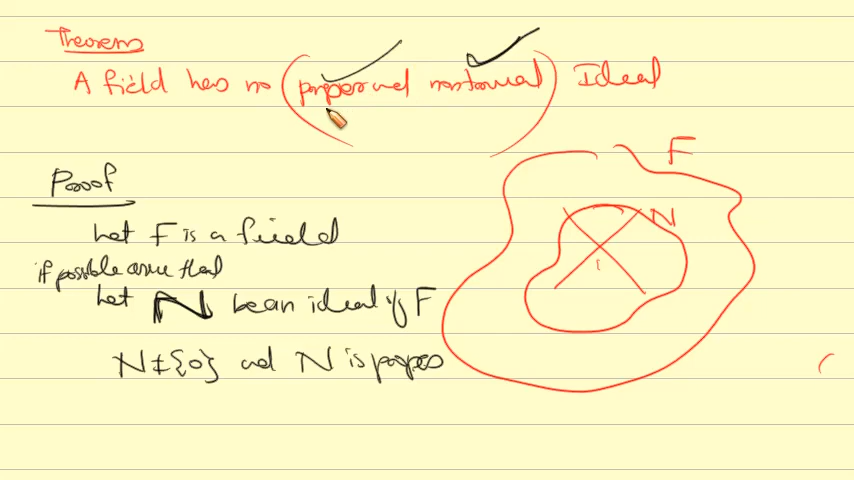 Theorem
A field has no (proper and nontrivial) Ideal
F
Proof
N
Let F is a field
if possible assume that
Let N be an ideal of F
N ≠ {0} and N is proper